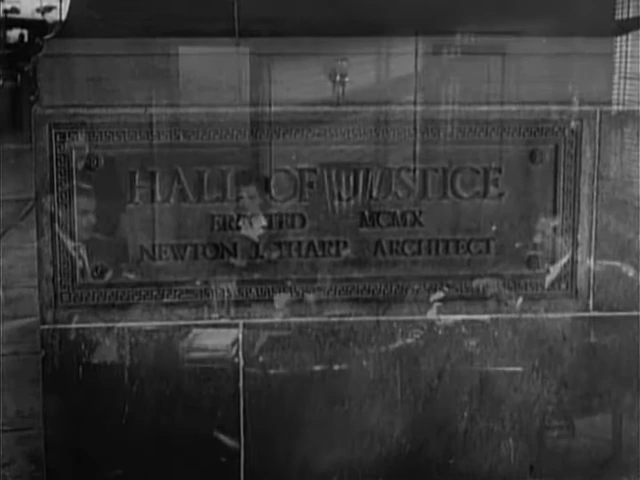 HALL OF JUSTICE
ERECTED MCMX
NEWTON J. THARP ARCHITECT